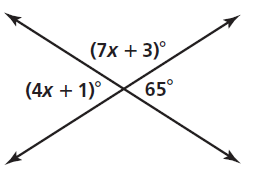 (7x + 3)°
(4x + 1)° 65°